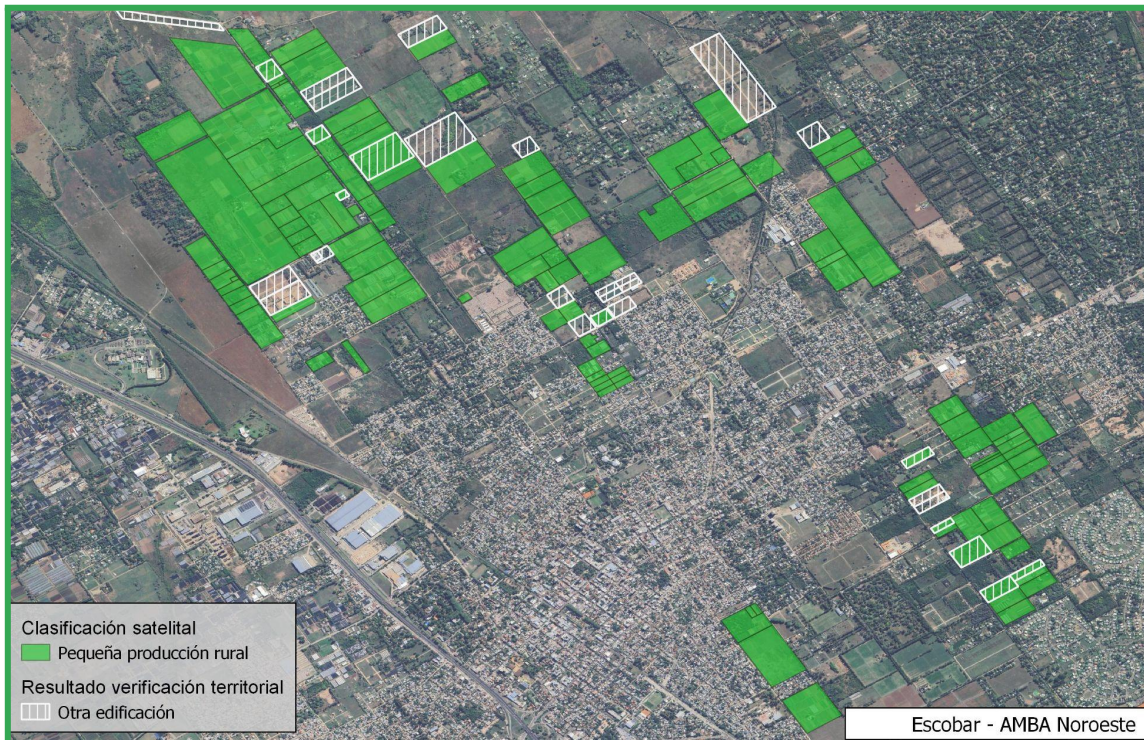 Clasificación satelital
Pequeña producción rural
Resultado verificación territorial
Otra edificación
Escobar - AMBA Noroeste